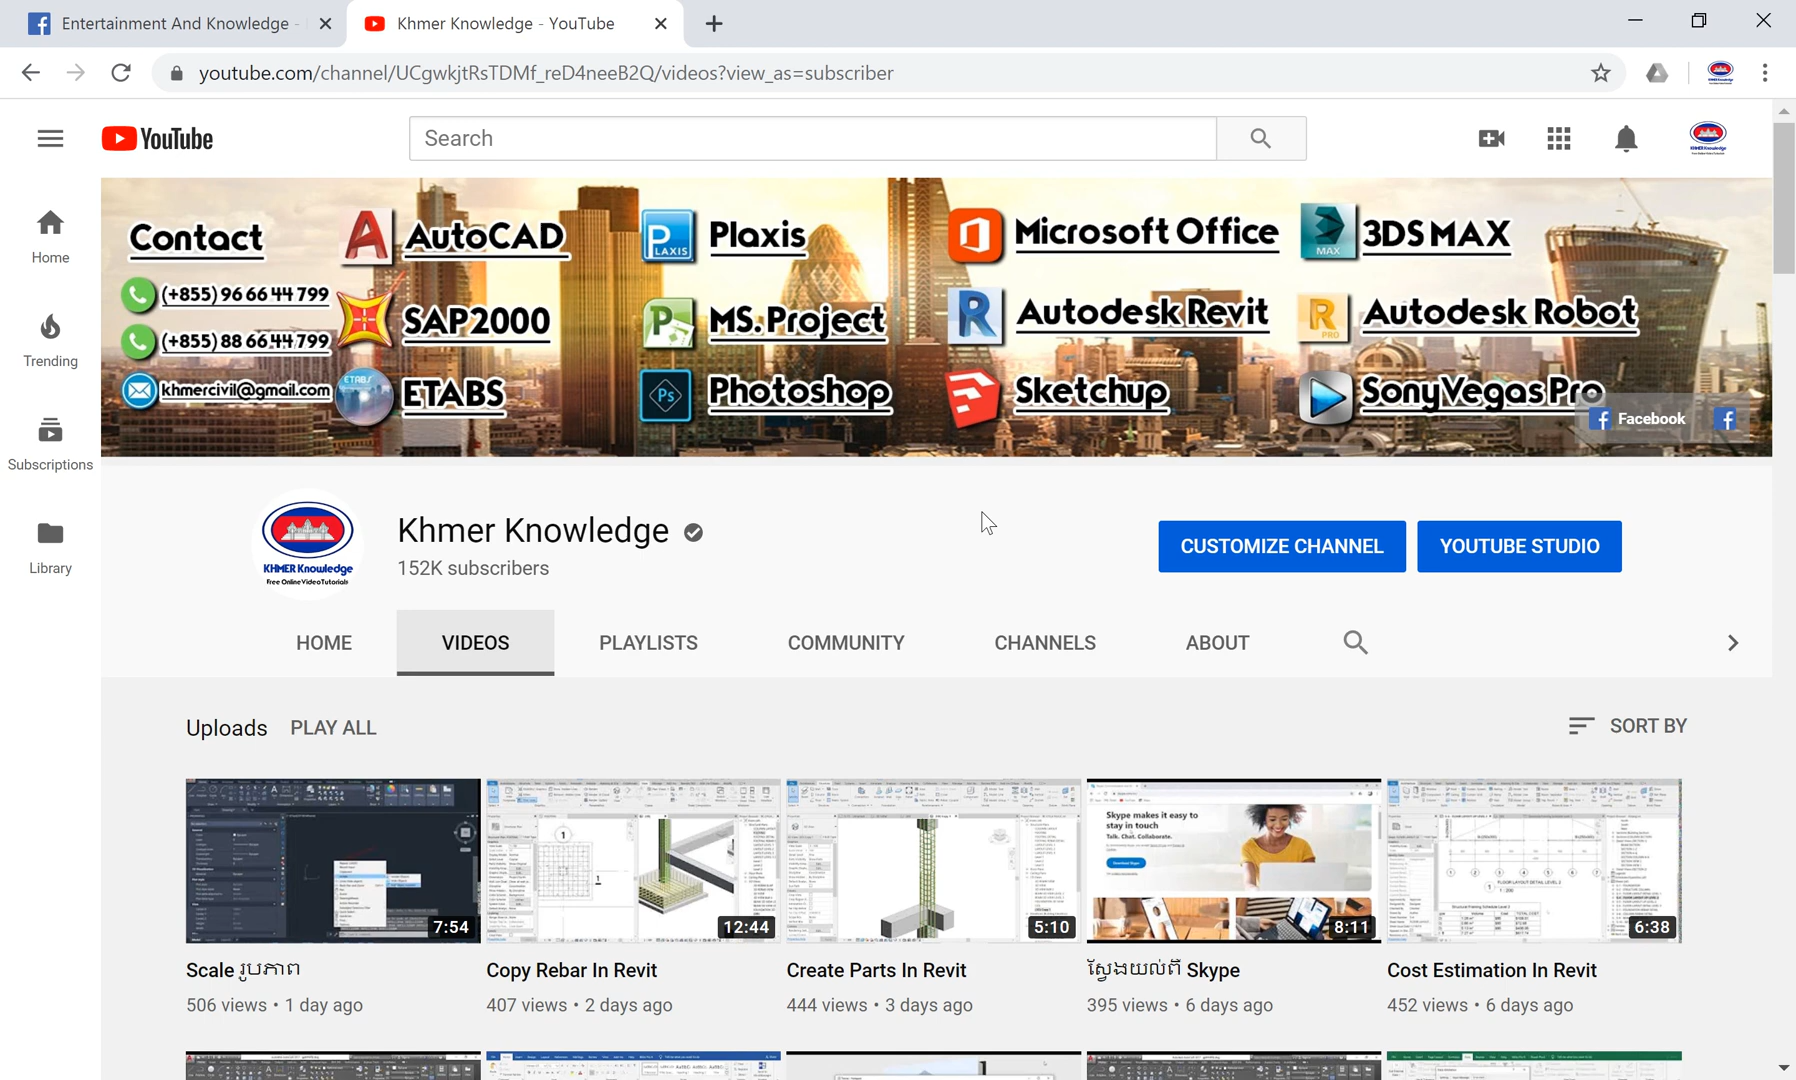 Entertainment And Knowledge -
Khmer Knowledge - YouTube
youtube.com/channel/UCgwkjtRsTDMf_reD4neeB2Q/videos?view_as=subscriber
YouTube
Search
Home
Trending
Subscriptions
Library
Contact
(+855) 96 66 44 799
(+855) 88 66 44 799
khmercivil@gmail.com
AutoCAD
SAP2000
ETABS
Plaxis
MS.Project
Photoshop
Microsoft Office
Autodesk Revit
Sketchup
3DS MAX
Autodesk Robot
SonyVegas Pro
Facebook
KHMER Knowledge
Free Online Video Tutorials
Khmer Knowledge
152K subscribers
CUSTOMIZE CHANNEL
YOUTUBE STUDIO
HOME VIDEOS PLAYLISTS COMMUNITY CHANNELS ABOUT
Uploads PLAY ALL
SORT BY
Skype makes it easy to
stay in touch
Talk. Chat. Collaborate.
7:54
12:44
5:10
8:11
6:38
Scale រូបភាព
506 views • 1 day ago
Copy Rebar In Revit
407 views • 2 days ago
Create Parts In Revit
444 views • 3 days ago
ស្វែងយល់ពី Skype
395 views • 6 days ago
Cost Estimation In Revit
452 views • 6 days ago